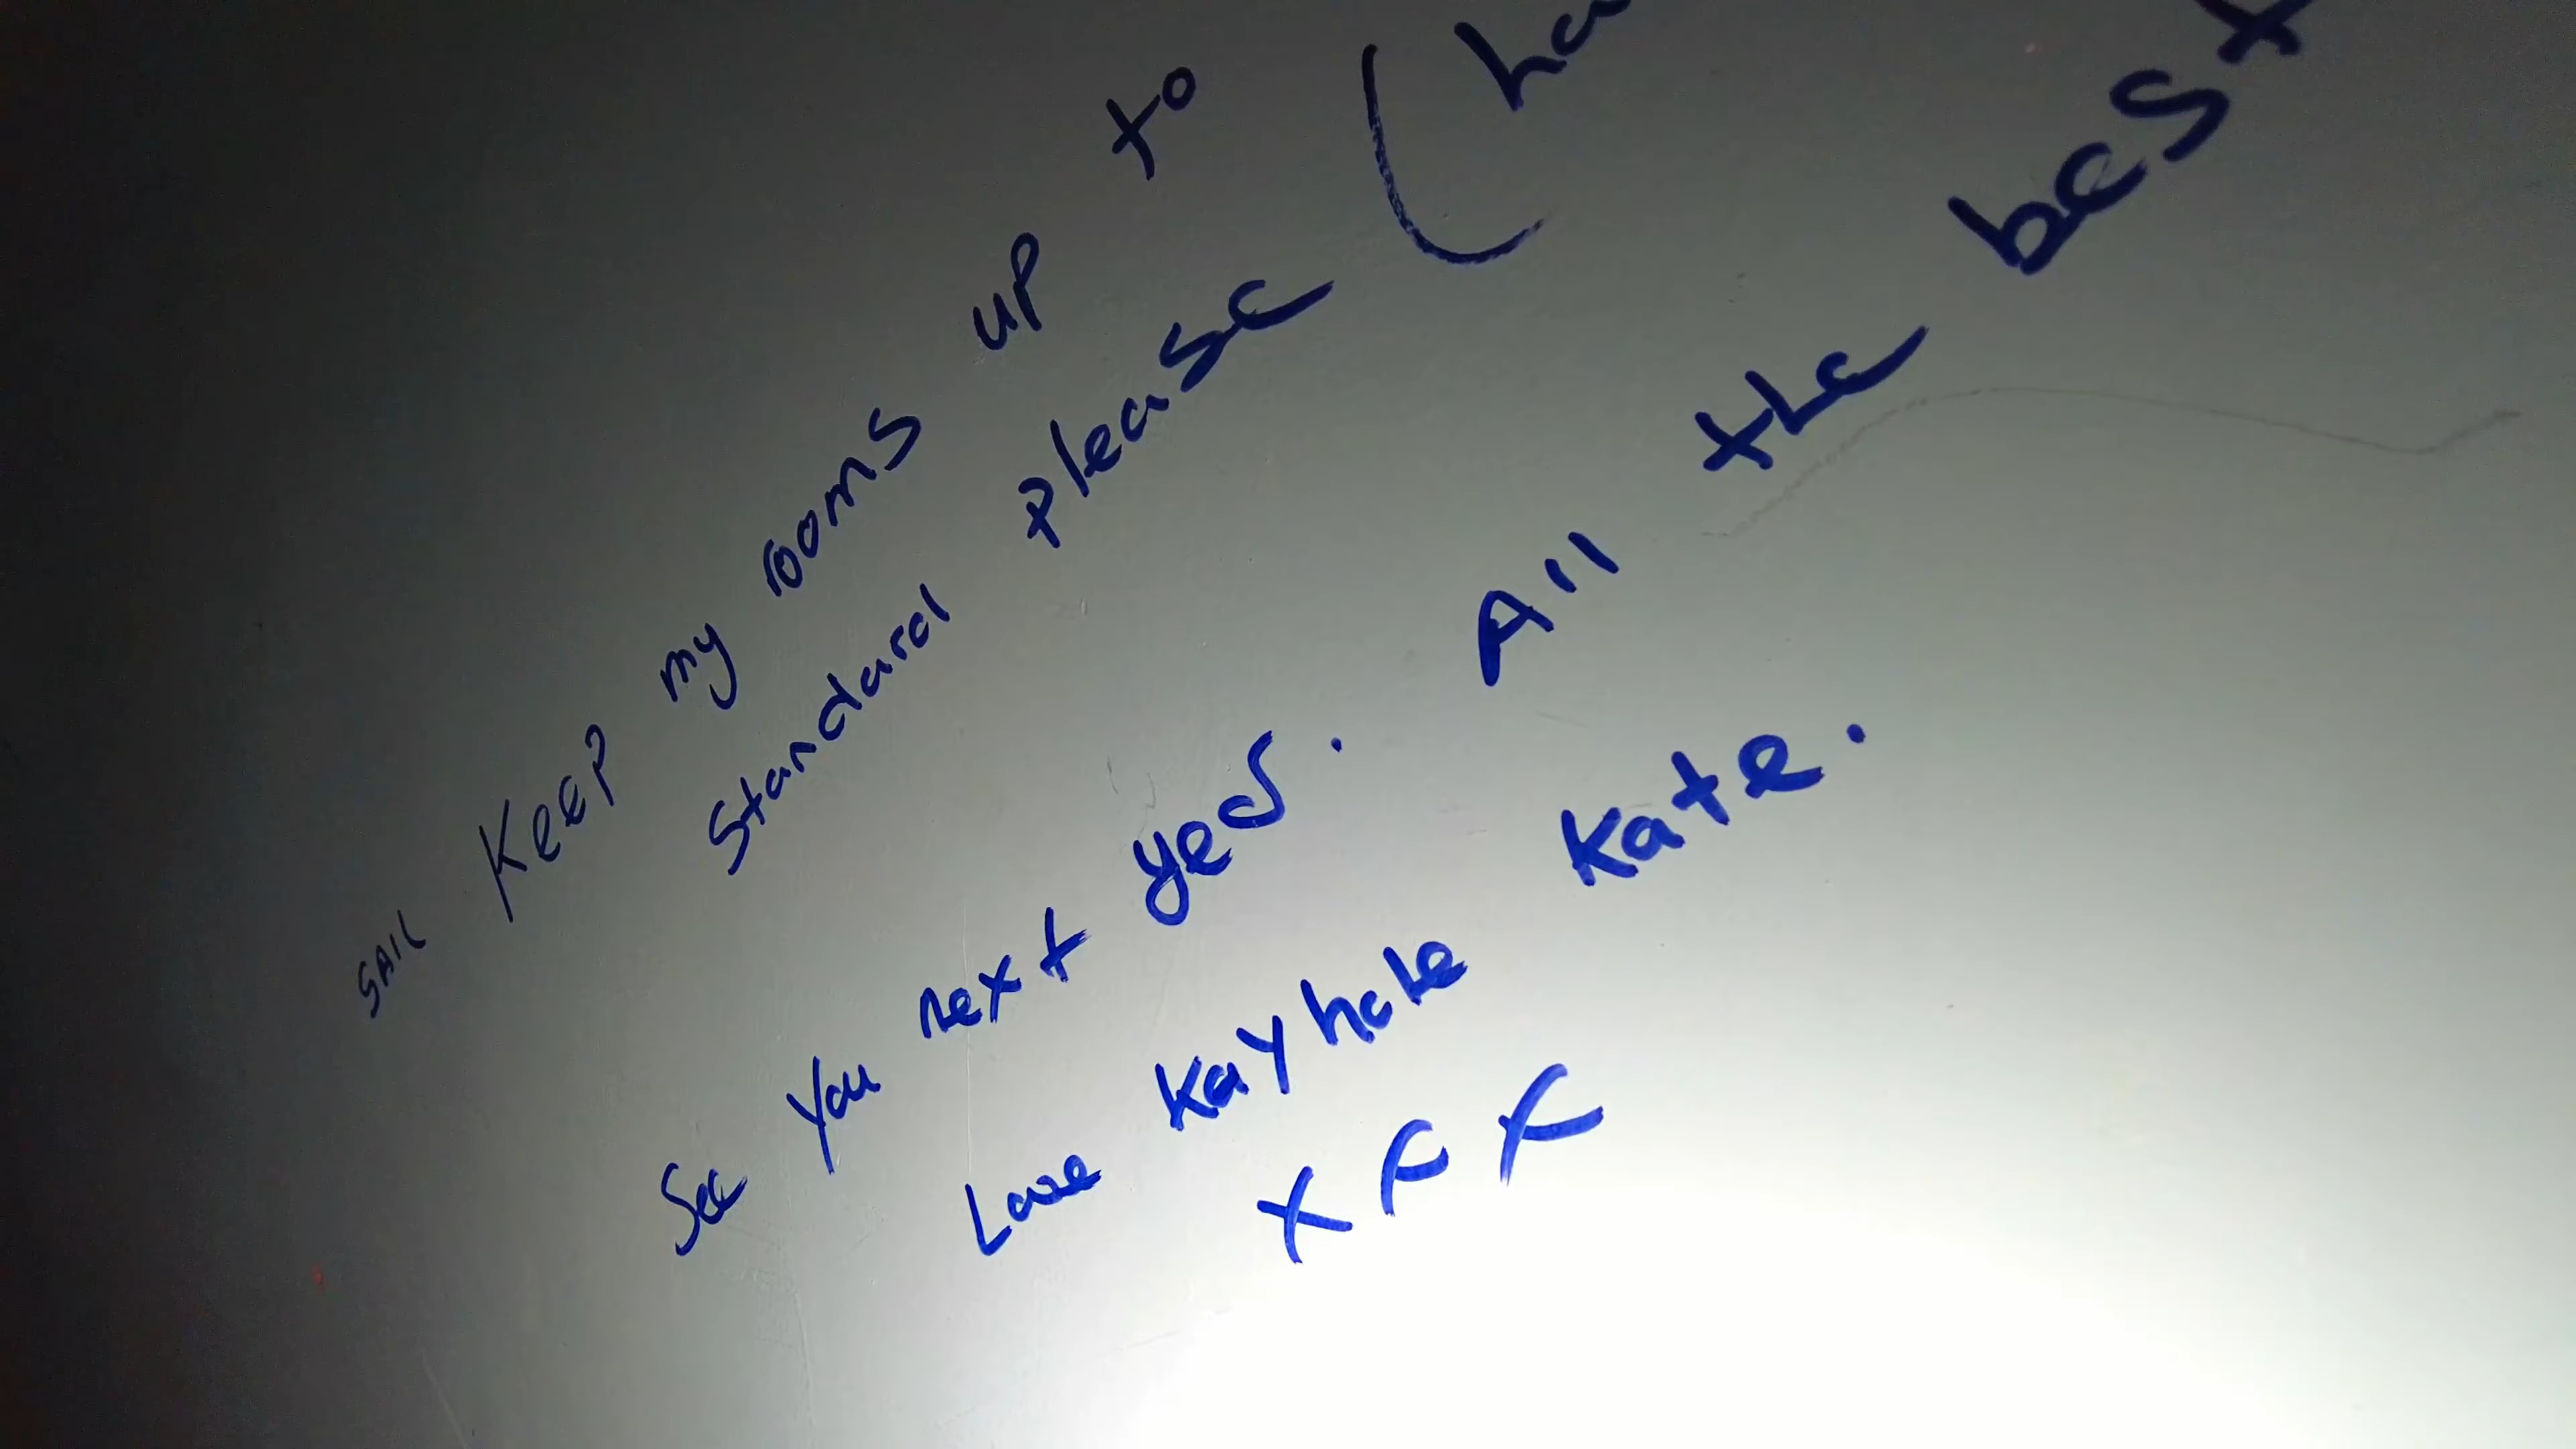 SAIL Keep my rooms up to
Standard please (ha
See you next year. All the best
Love Kayhole Kate.
x x x